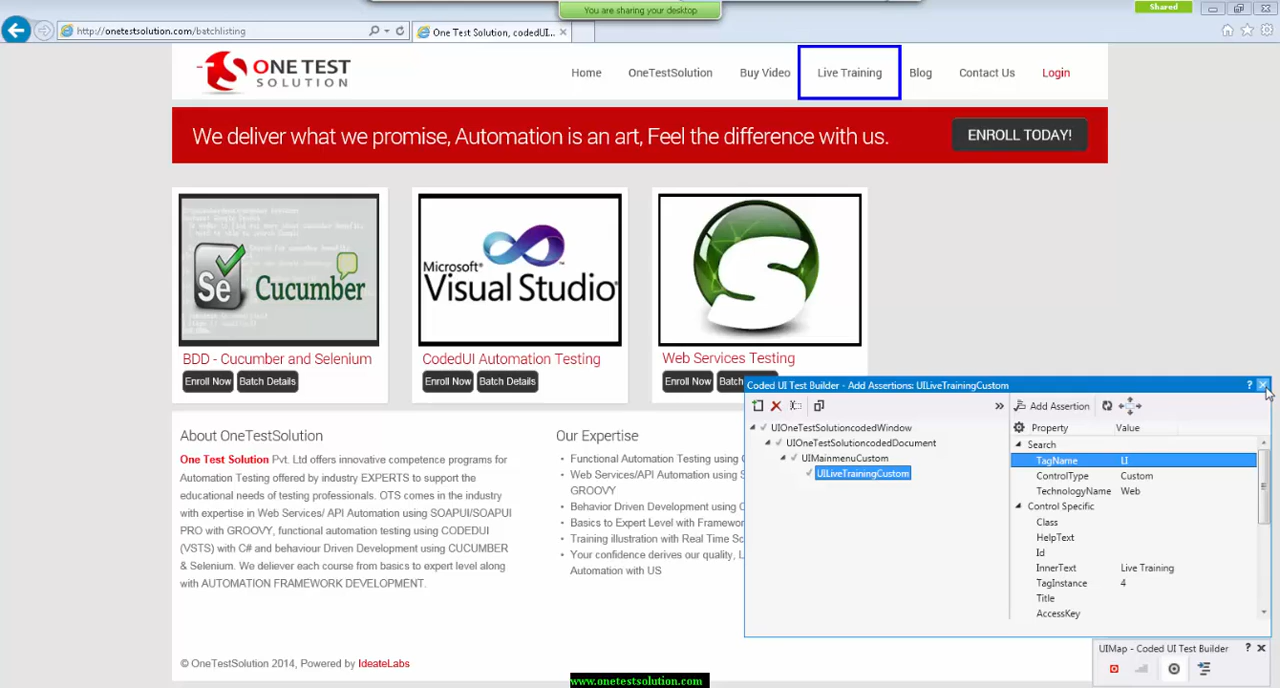 You are sharing your desktop
Shared
http://onetestsolution.com/batchlisting
One Test Solution, codedUI...
ONE TEST
SOLUTION
Home OneTestSolution Buy Video Live Training Blog Contact Us Login
We deliver what we promise, Automation is an art, Feel the difference with us.
ENROLL TODAY!
Se
Cucumber
Microsoft®
Visual Studio
S
BDD - Cucumber and Selenium
Enroll Now Batch Details
CodedUI Automation Testing
Enroll Now Batch Details
Web Services Testing
Enroll Now Batch
About OneTestSolution
One Test Solution Pvt. Ltd offers innovative competence programs for
Automation Testing offered by industry EXPERTS to support the
educational needs of testing professionals. OTS comes in the industry
with expertise in Web Services/ API Automation using SOAPUI/SOAPUI
PRO with GROOVY, functional automation testing using CODEDUI
(VSTS) with C# and behaviour Driven Development using CUCUMBER
& Selenium. We deliever each course from basics to expert level along
with AUTOMATION FRAMEWORK DEVELOPMENT.
Our Expertise
Functional Automation Testing using C
Web Services/API Automation using S
GROOVY
Behavior Driven Development using C
Basics to Expert Level with Framewor
Training illustration with Real Time Sc
Your confidence derives our quality, L
Automation with US
Coded UI Test Builder - Add Assertions: UILiveTrainingCustom
UIOneTestSolutioncodedWindow
UIOneTestSolutioncodedDocument
UIMainmenuCustom
UILiveTrainingCustom
Add Assertion
Property Value
Search
TagName LI
ControlType Custom
TechnologyName Web
Control Specific
Class
HelpText
Id
InnerText Live Training
TagInstance 4
Title
AccessKey
UIMap - Coded UI Test Builder
© OneTestSolution 2014, Powered by IdeateLabs
www.onetestsolution.com